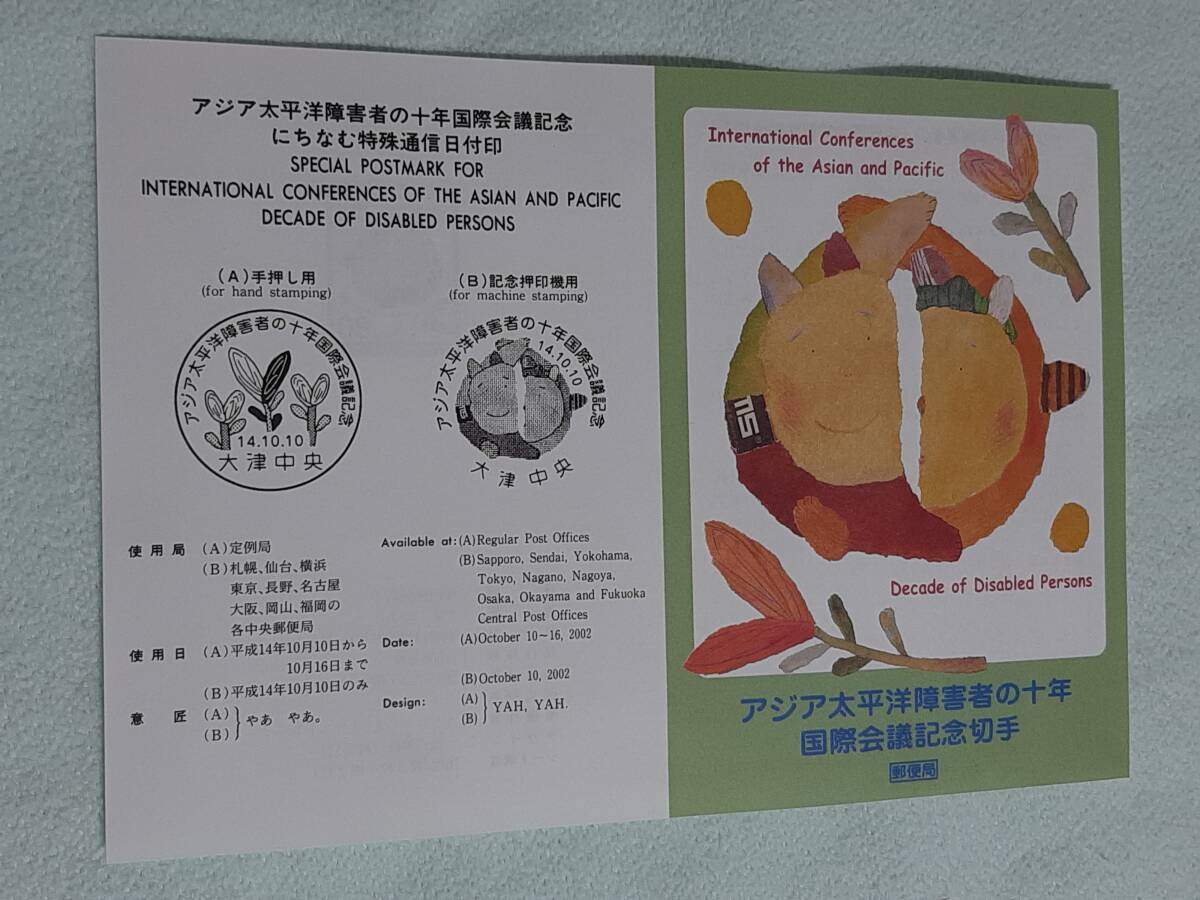 アジア太平洋障害者の十年国際会議記念
にちなむ特殊通信日付印
SPECIAL POSTMARK FOR
INTERNATIONAL CONFERENCES OF THE ASIAN AND PACIFIC
DECADE OF DISABLED PERSONS
(A)手押し用
(for hand stamping)
アジア太平洋障害者の十年国際会議記念
14.10.10
大津中央
(B)記念押印機用
(for machine stamping)
アジア太平洋障害者の十年国際会議記念
14.10.10
大津中央
使用局 (A)定例局
(B)札幌、仙台、横浜
東京、長野、名古屋
大阪、岡山、福岡の
各中央郵便局
使用日 (A)平成14年10月10日から
10月16日まで
(B)平成14年10月10日のみ
意匠 (A)
(B)
やあ やあ。
Available at: (A)Regular Post Offices
(B)Sapporo, Sendai, Yokohama,
Tokyo, Nagano, Nagoya,
Osaka, Okayama and Fukuoka
Central Post Offices
Date: (A)October 10~16, 2002
(B)October 10, 2002
Design: (A)
(B)
YAH, YAH.
International Conferences
of the Asian and Pacific
Decade of Disabled Persons
アジア太平洋障害者の十年
国際会議記念切手
郵便局